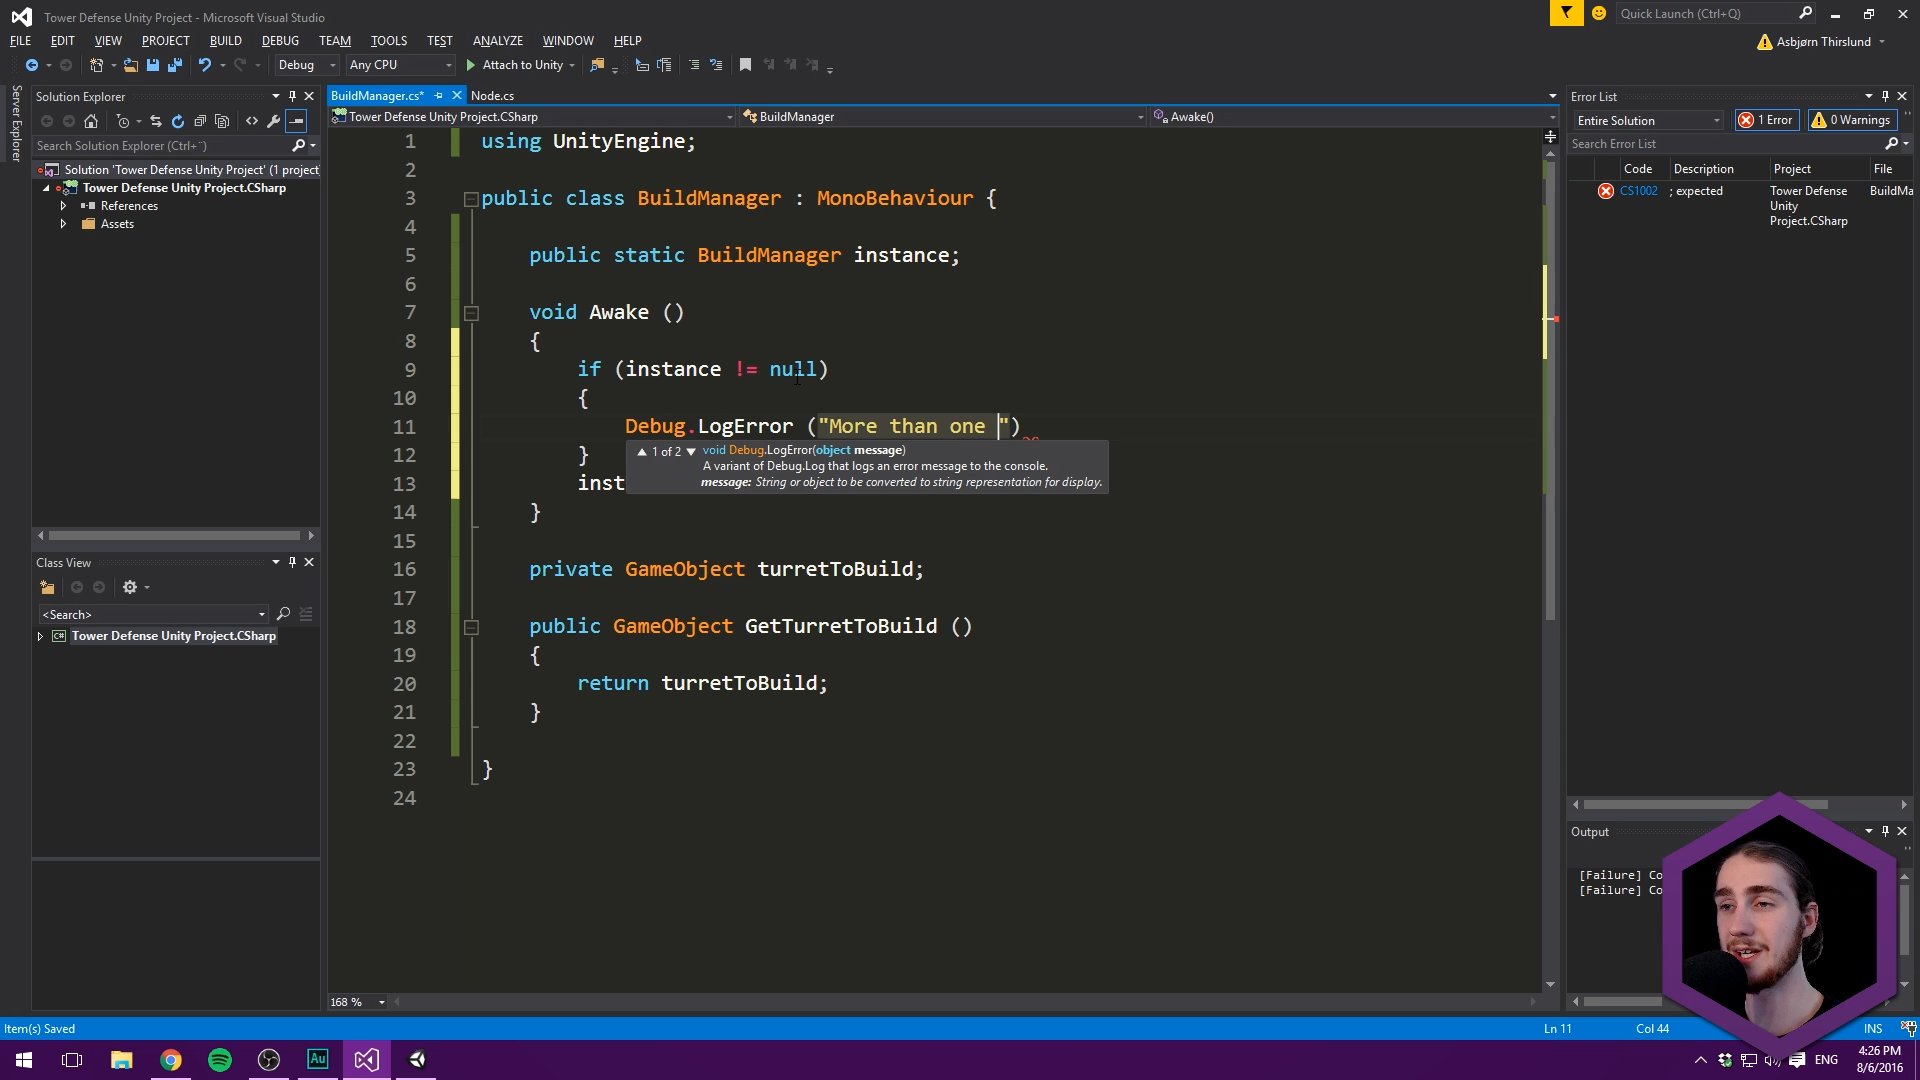 Tower Defense Unity Project - Microsoft Visual Studio
Quick Launch (Ctrl+Q)
FILE EDIT VIEW PROJECT BUILD DEBUG TEAM TOOLS TEST ANALYZE WINDOW HELP
Asbjørn Thirslund
Debug Any CPU Attach to Unity
Server Explorer
Solution Explorer
Search Solution Explorer (Ctrl+¨)
Solution 'Tower Defense Unity Project' (1 project
Tower Defense Unity Project.CSharp
References
Assets
Class View
<Search>
Tower Defense Unity Project.CSharp
BuildManager.cs* Node.cs
Tower Defense Unity Project.CSharp BuildManager Awake()
1 using UnityEngine;
2
3 public class BuildManager : MonoBehaviour {
4
5 public static BuildManager instance;
6
7 void Awake ()
8 {
9 if (instance != null)
10 {
11 Debug.LogError ("More than one ")
12 }
13 inst
14 }
15
16 private GameObject turretToBuild;
17
18 public GameObject GetTurretToBuild ()
19 {
20 return turretToBuild;
21 }
22
23 }
24
1 of 2 void Debug.LogError(object message)
A variant of Debug.Log that logs an error message to the console.
message: String or object to be converted to string representation for display.
168 %
Error List
Entire Solution 1 Error 0 Warnings
Search Error List
Code Description Project File
CS1002 ; expected Tower Defense BuildMa
Unity
Project.CSharp
Output
[Failure] Co
[Failure] Co
Item(s) Saved Ln 11 Col 44 INS
Au
ENG
4:26 PM
8/6/2016